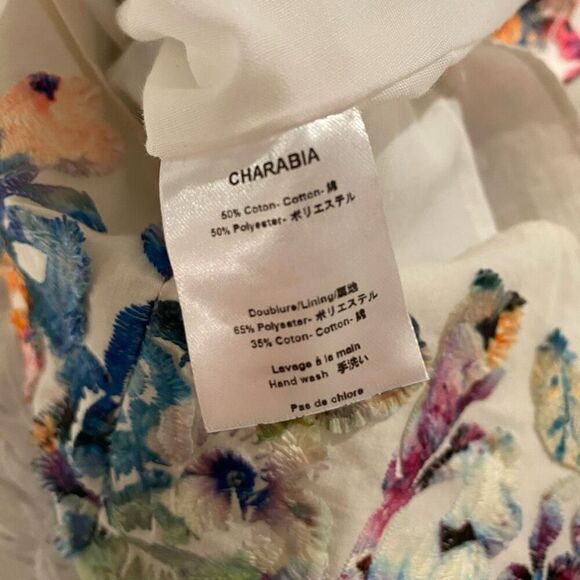 CHARABIA
50% Coton- Cotton- 綿
50% Polyester- ポリエステル
Doublure/Lining/裏地
65% Polyester- ポリエステル
35% Coton- Cotton- 綿
Lavage à la main
Hand wash 手洗い
Pas de chlore